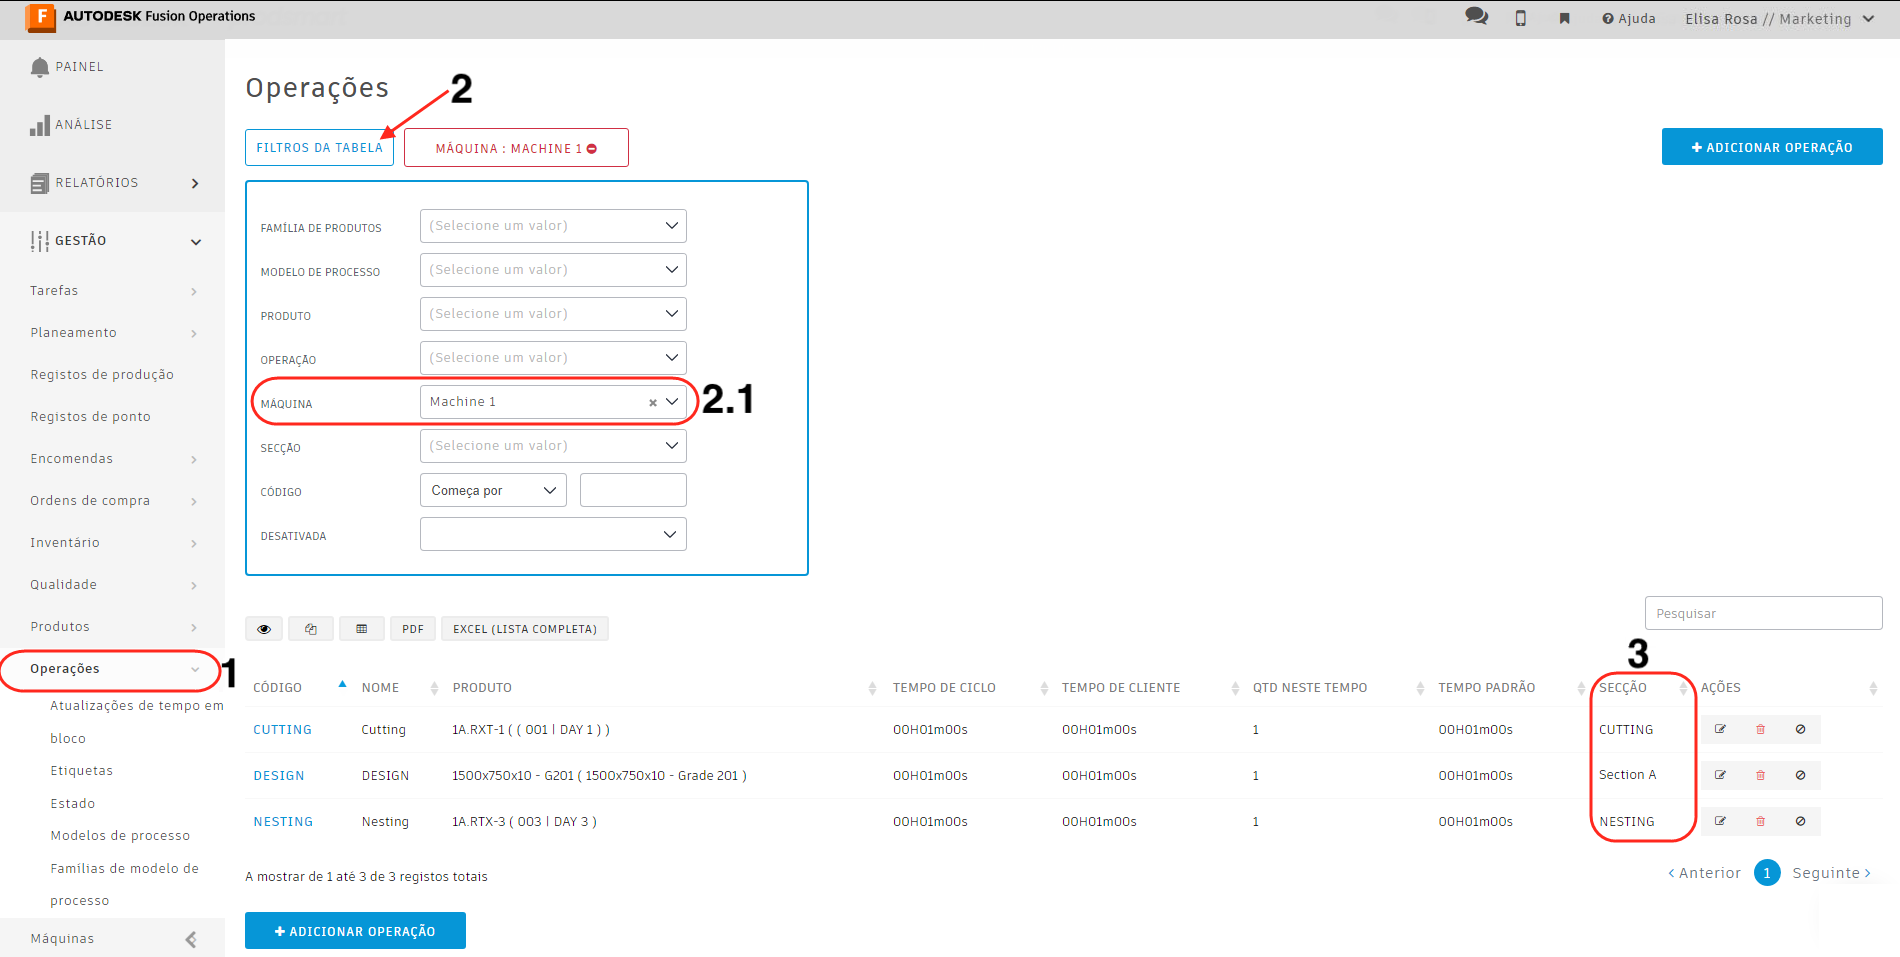 AUTODESK Fusion Operations
Ajuda
Elisa Rosa // Marketing
PAINEL
ANÁLISE
RELATÓRIOS
GESTÃO
Tarefas
Planeamento
Registos de produção
Registos de ponto
Encomendas
Ordens de compra
Inventário
Qualidade
Produtos
Operações
1
Atualizações de tempo em
bloco
Etiquetas
Estado
Modelos de processo
Famílias de modelo de
processo
Máquinas
Operações
2
FILTROS DA TABELA
MÁQUINA : MACHINE 1
+ ADICIONAR OPERAÇÃO
FAMÍLIA DE PRODUTOS (Selecione um valor)
MODELO DE PROCESSO (Selecione um valor)
PRODUTO (Selecione um valor)
OPERAÇÃO (Selecione um valor)
MÁQUINA Machine 1 × 2.1
SECÇÃO (Selecione um valor)
CÓDIGO Começa por
DESATIVADA
Pesquisar
PDF EXCEL (LISTA COMPLETA)
3
CÓDIGO NOME PRODUTO TEMPO DE CICLO TEMPO DE CLIENTE QTD NESTE TEMPO TEMPO PADRÃO SECÇÃO AÇÕES
CUTTING Cutting 1A.RXT-1 ( ( 001 | DAY 1 ) ) 00H01m00s 00H01m00s 1 00H01m00s CUTTING
DESIGN DESIGN 1500x750x10 - G201 ( 1500x750x10 - Grade 201 ) 00H01m00s 00H01m00s 1 00H01m00s Section A
NESTING Nesting 1A.RTX-3 ( 003 | DAY 3 ) 00H01m00s 00H01m00s 1 00H01m00s NESTING
A mostrar de 1 até 3 de 3 registos totais
‹ Anterior 1 Seguinte ›
+ ADICIONAR OPERAÇÃO